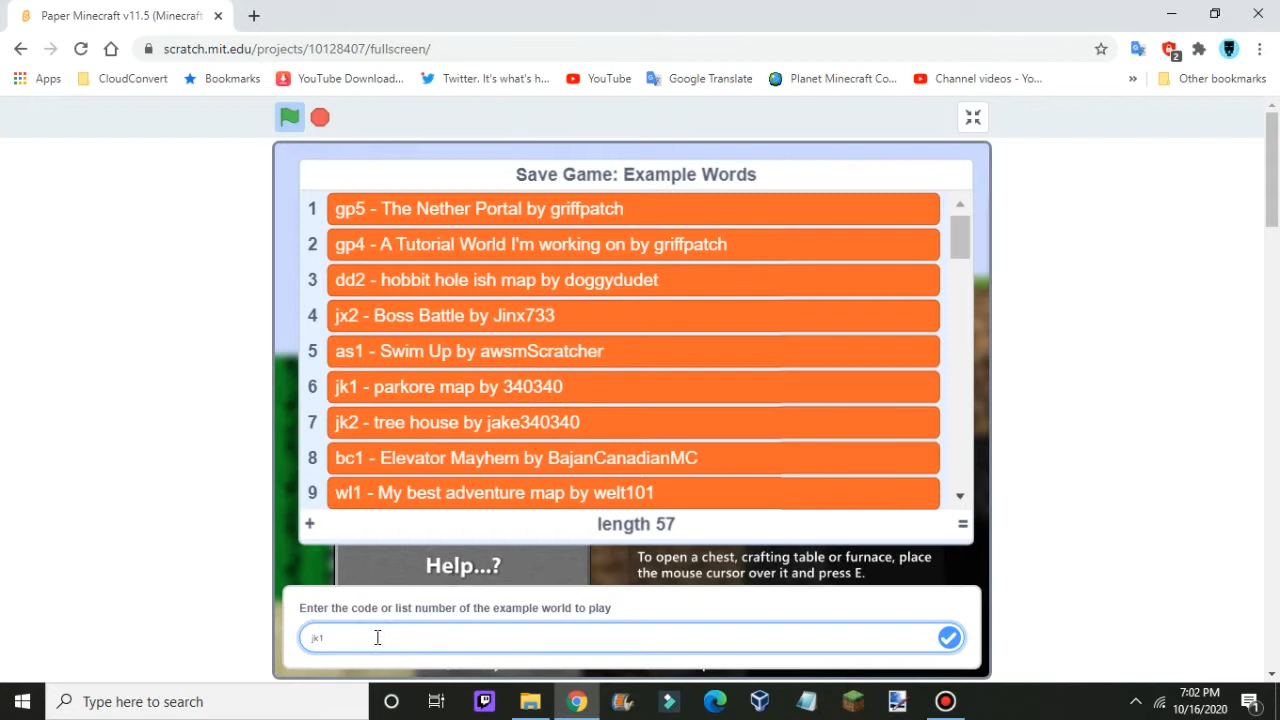 Paper Minecraft v11.5 (Minecraft
scratch.mit.edu/projects/10128407/fullscreen/
2
Apps CloudConvert Bookmarks YouTube Download... Twitter. It's what's h... YouTube Google Translate Planet Minecraft Co... Channel videos - Yo... » Other bookmarks
Save Game: Example Words
1 gp5 - The Nether Portal by griffpatch
2 gp4 - A Tutorial World I'm working on by griffpatch
3 dd2 - hobbit hole ish map by doggydudet
4 jx2 - Boss Battle by Jinx733
5 as1 - Swim Up by awsmScratcher
6 jk1 - parkore map by 340340
7 jk2 - tree house by jake340340
8 bc1 - Elevator Mayhem by BajanCanadianMC
9 wl1 - My best adventure map by welt101
+ length 57 =
Help...?
To open a chest, crafting table or furnace, place
the mouse cursor over it and press E.
Enter the code or list number of the example world to play
jk1
Type here to search
7:02 PM
10/16/2020
1